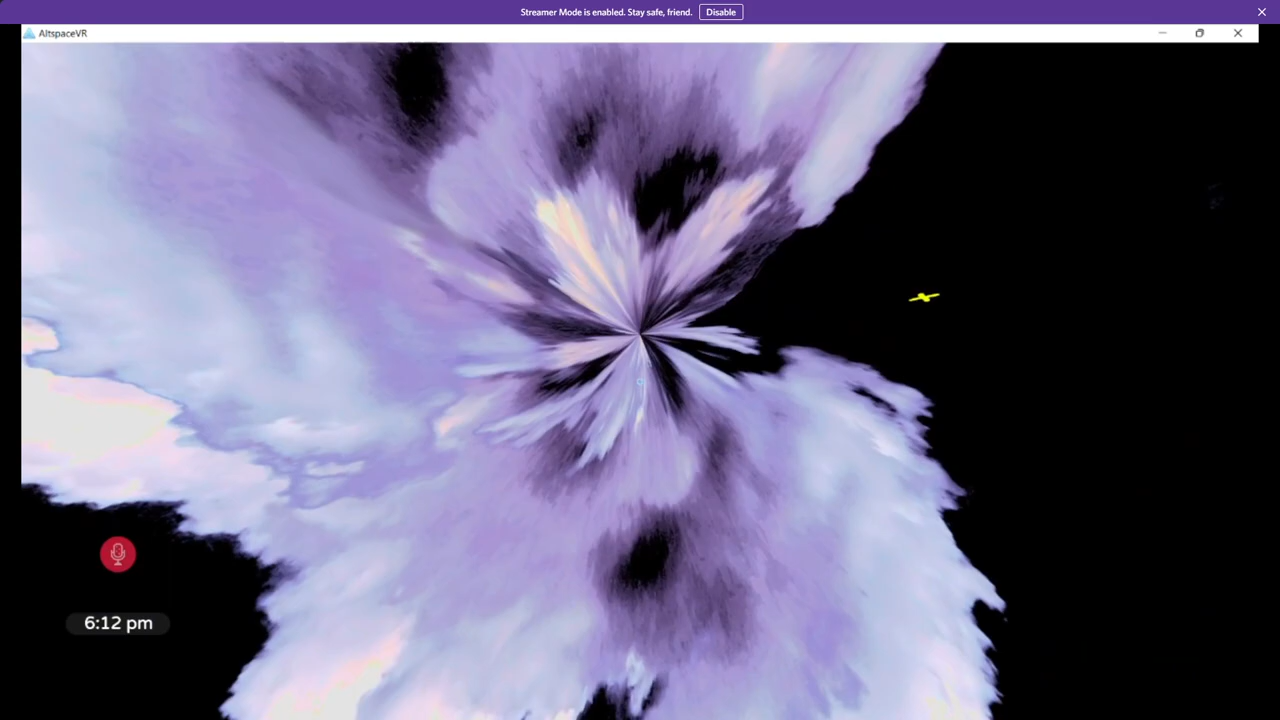 Streamer Mode is enabled. Stay safe, friend. Disable
AltspaceVR
6:12 pm